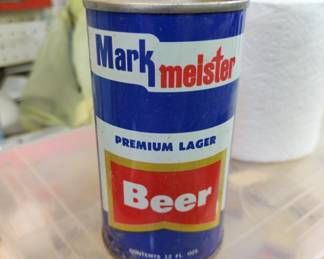 Mark
meister
PREMIUM LAGER
Beer
CONTENTS 12 FL. OZS.